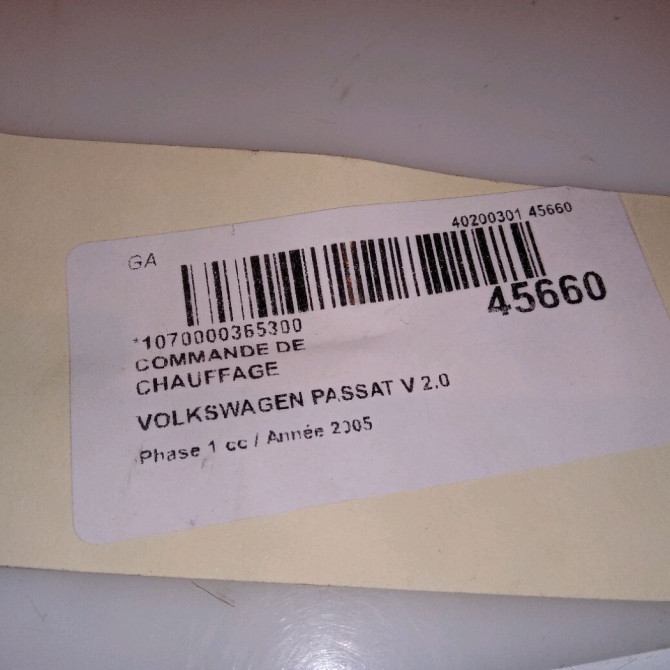 40200301 45660
GA
45660
*1070000365300
COMMANDE DE
CHAUFFAGE
VOLKSWAGEN PASSAT V 2.0
Phase 1 cc / Année 2005